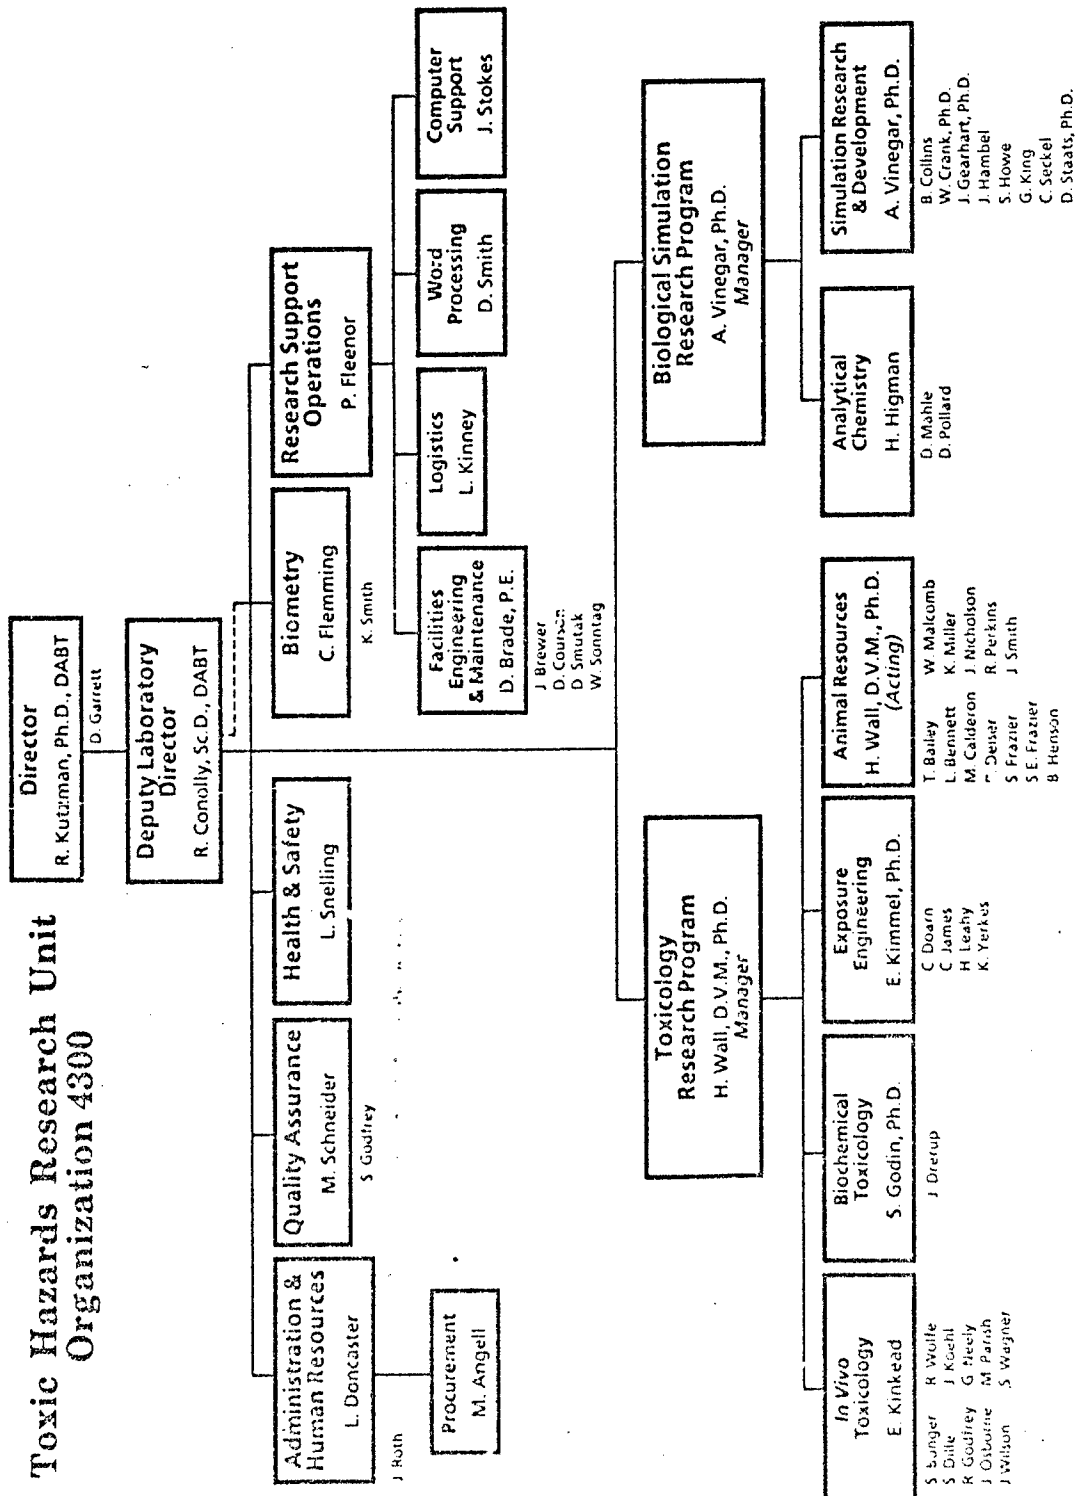 Toxic Hazards Research Unit
Organization 4300
Director
R. Kutzman, Ph.D., DABT
D. Garrett
Deputy Laboratory
Director
R. Conolly, Sc.D., DABT
Administration &
Human Resources
L. Doncaster
J Roth
Procurement
M. Angell
Quality Assurance
M. Schneider
S Godfrey
Health & Safety
L. Snelling
Biometry
C. Flemming
K. Smith
Research Support
Operations
P. Fleenor
Facilities
Engineering
& Maintenance
D. Brade, P.E.
J Brewer
D. Coursen
D Smutak
W. Sonntag
Logistics
L. Kinney
Word
Processing
D. Smith
Computer
Support
J. Stokes
Toxicology
Research Program
H. Wall, D.V.M., Ph.D.
Manager
Biological Simulation
Research Program
A. Vinegar, Ph.D.
Manager
In Vivo
Toxicology
E. Kinkead
S Bunger
S Dille
R Godfrey
J Osborne
J Wilson
R Wolfe
J Koehl
G Neely
M Parish
S Wagner
Biochemical
Toxicology
S. Godin, Ph.D.
J Drerup
Exposure
Engineering
E. Kimmel, Ph.D.
C Doarn
C James
H Leahy
K. Yerkes
Animal Resources
H. Wall, D.V.M., Ph.D.
(Acting)
T. Bailey
L. Bennett
M. Calderon
Deiser
S Frazier
S E. Frazier
B Henson
W. Malcomb
K. Miller
J. Nicholson
R. Perkins
J Smith
Analytical
Chemistry
H. Higman
D. Mahle
D. Pollard
Simulation Research
& Development
A. Vinegar, Ph.D.
B. Collins
W. Crank, Ph.D.
J. Gearhart, Ph.D.
J. Hambel
S. Howe
G. King
C. Seckel
D. Staats, Ph.D.